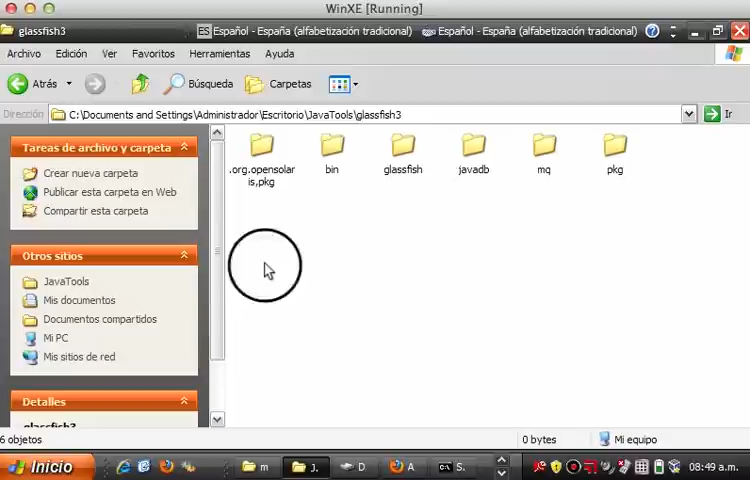 WinXE [Running]
glassfish3
ES Español - España (alfabetización tradicional)
Español - España (alfabetización tradicional)
Archivo Edición Ver Favoritos Herramientas Ayuda
Atrás Búsqueda Carpetas
Dirección C:\Documents and Settings\Administrador\Escritorio\JavaTools\glassfish3 Ir
Tareas de archivo y carpeta
Crear nueva carpeta
Publicar esta carpeta en Web
Compartir esta carpeta
Otros sitios
JavaTools
Mis documentos
Documentos compartidos
Mi PC
Mis sitios de red
Detalles
glassfish3
.org.opensolar
is,pkg
bin
glassfish
javadb
mq
pkg
6 objetos 0 bytes Mi equipo
Inicio m J. D A S. 08:49 a.m.